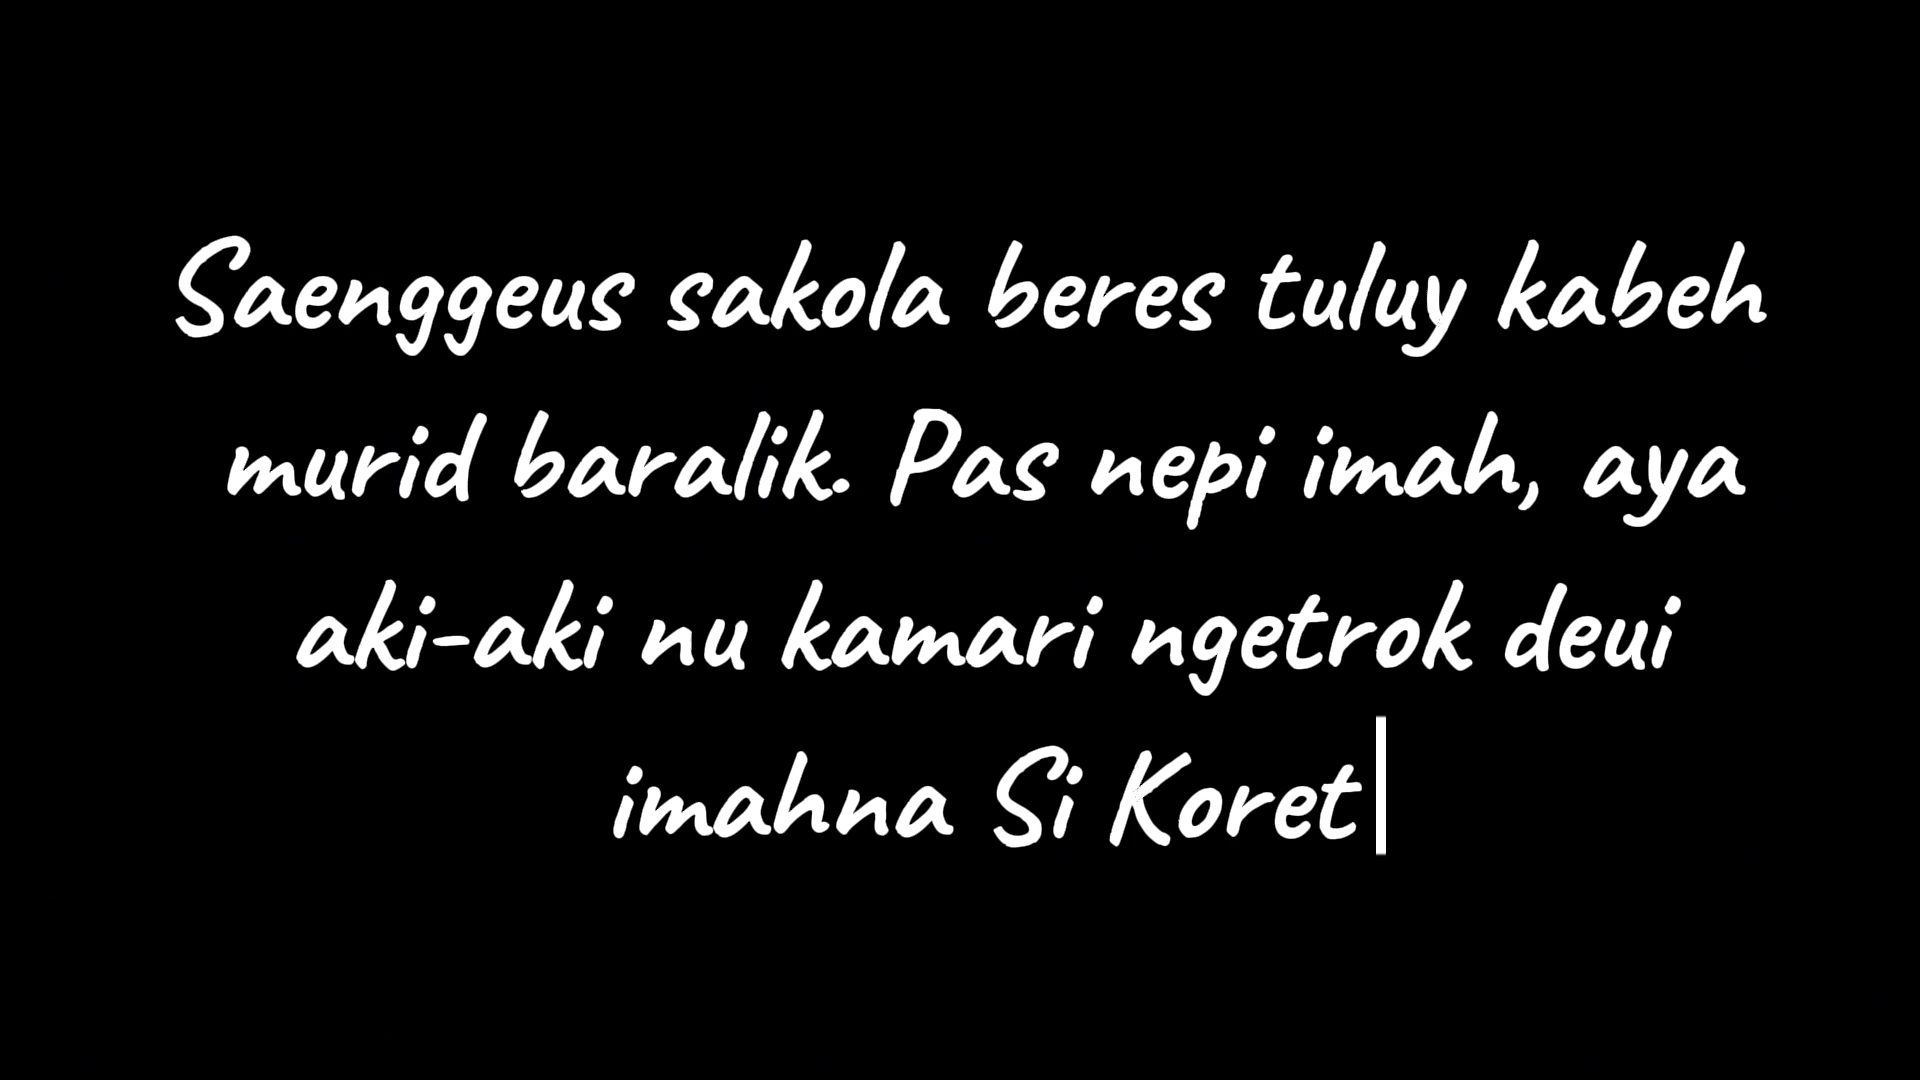 Saenggeus sakola beres tuluy kabeh
murid baralik. Pas nepi imah, aya
aki-aki nu kamari ngetrok deui
imahna Si Koret